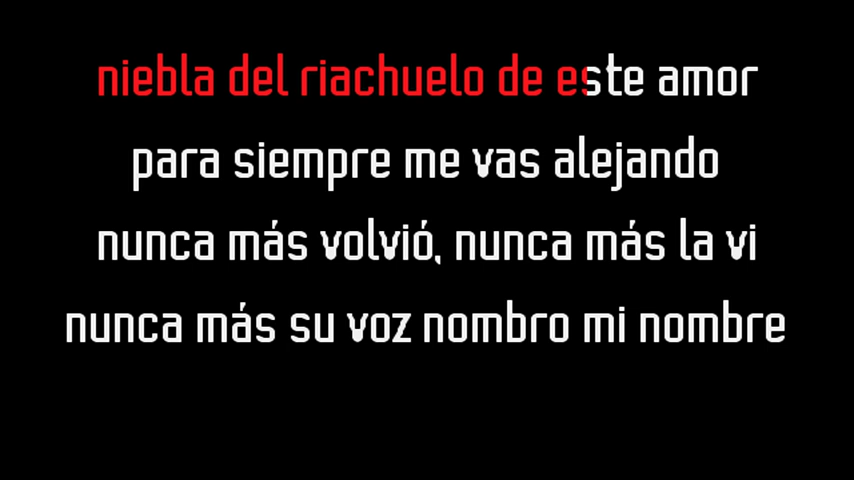 niebla del riachuelo de este amor
para siempre me vas alejando
nunca más volvió, nunca más la vi
nunca más su voz nombro mi nombre